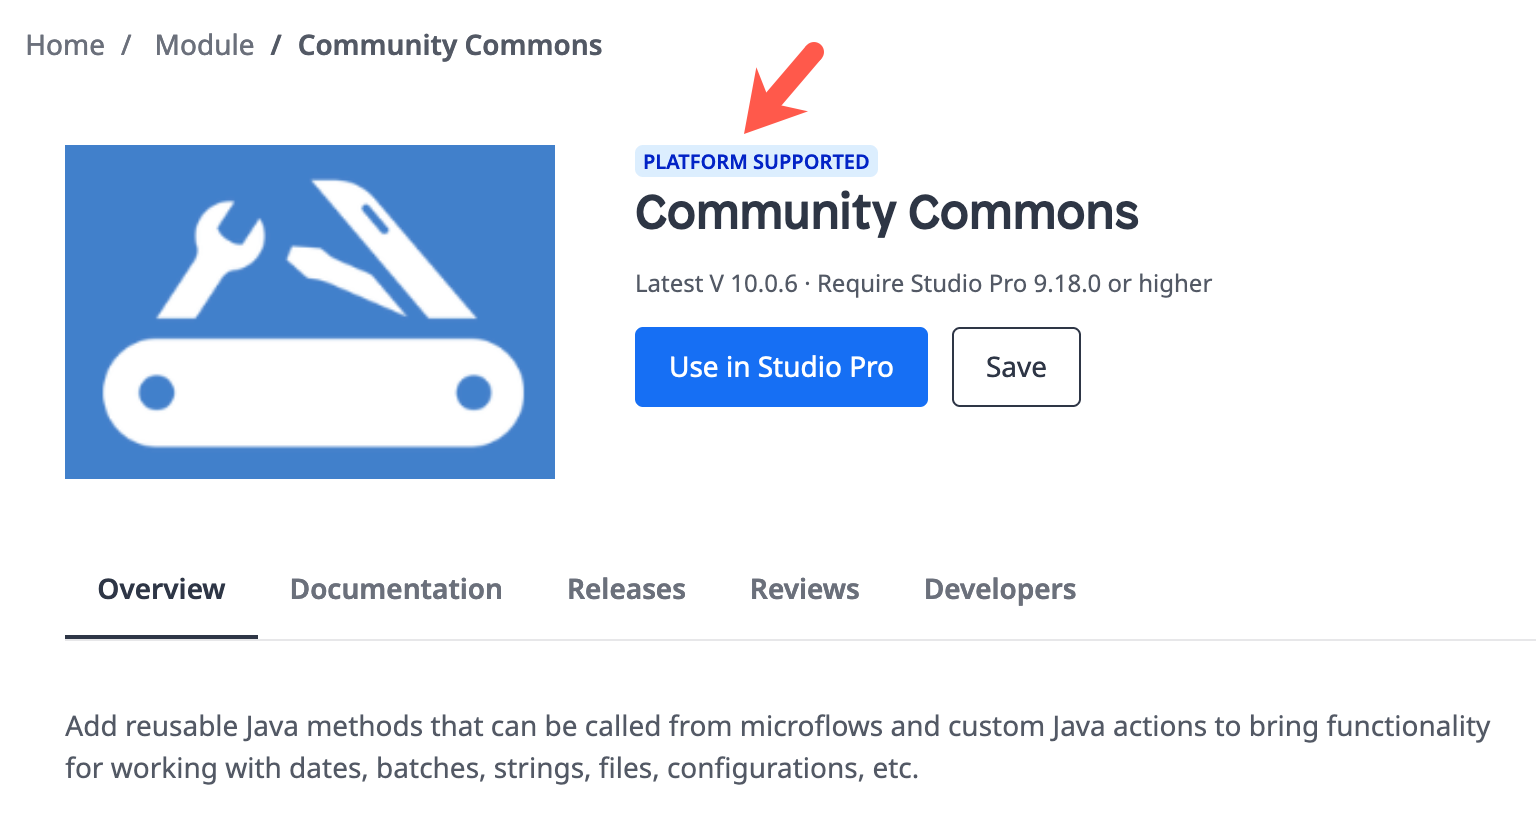 Home / Module / Community Commons
PLATFORM SUPPORTED
Community Commons
Latest V 10.0.6 · Require Studio Pro 9.18.0 or higher
Use in Studio Pro Save
Overview Documentation Releases Reviews Developers
Add reusable Java methods that can be called from microflows and custom Java actions to bring functionality
for working with dates, batches, strings, files, configurations, etc.